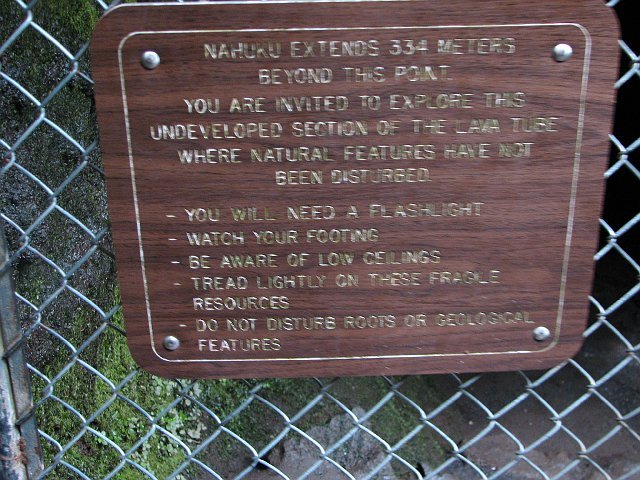 NAHUKU EXTENDS 334 METERS
BEYOND THIS POINT.
YOU ARE INVITED TO EXPLORE THIS
UNDEVELOPED SECTION OF THE LAVA TUBE
WHERE NATURAL FEATURES HAVE NOT
BEEN DISTURBED.
- YOU WILL NEED A FLASHLIGHT
- WATCH YOUR FOOTING
- BE AWARE OF LOW CEILINGS
- TREAD LIGHTLY ON THESE FRAGILE
RESOURCES
- DO NOT DISTURB ROOTS OR GEOLOGICAL
FEATURES